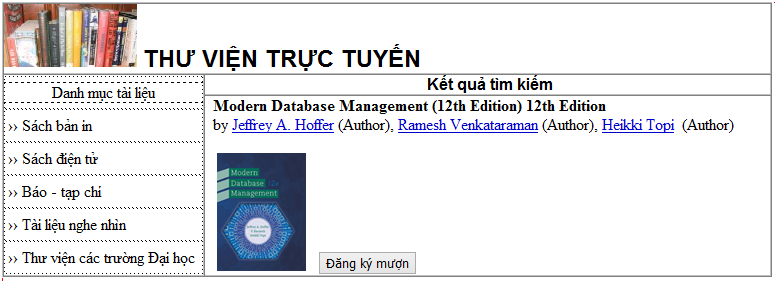 THƯ VIỆN TRỰC TUYẾN
Danh mục tài liệu
›› Sách bản in
›› Sách điện tử
›› Báo - tạp chí
›› Tài liệu nghe nhìn
›› Thư viện các trường Đại học
Kết quả tìm kiếm
Modern Database Management (12th Edition) 12th Edition
by Jeffrey A. Hoffer (Author), Ramesh Venkataraman (Author), Heikki Topi (Author)
Modern
Database 12e
Management
Đăng ký mượn